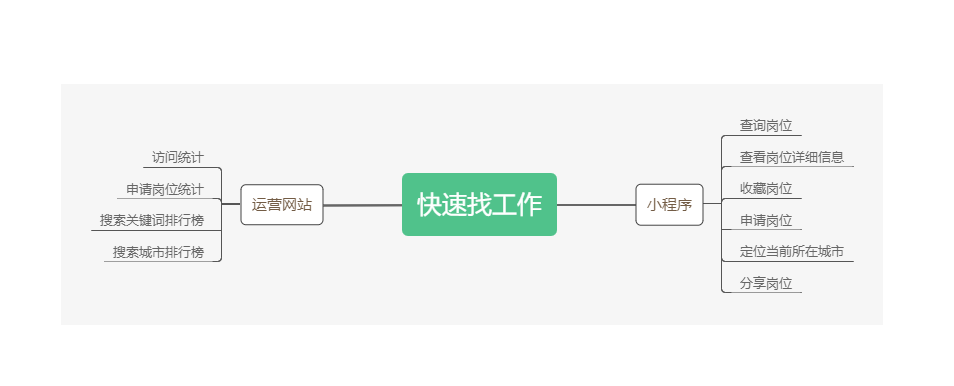 快速找工作
运营网站
访问统计
申请岗位统计
搜索关键词排行榜
搜索城市排行榜
小程序
查询岗位
查看岗位详细信息
收藏岗位
申请岗位
定位当前所在城市
分享岗位